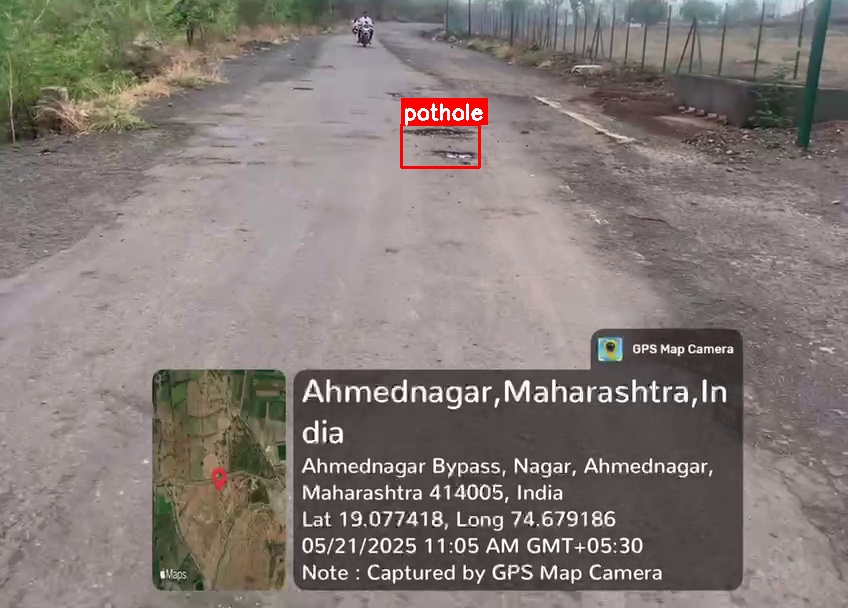 pothole
GPS Map Camera
Ahmednagar,Maharashtra,In
dia
Ahmednagar Bypass, Nagar, Ahmednagar,
Maharashtra 414005, India
Lat 19.077418, Long 74.679186
05/21/2025 11:05 AM GMT+05:30
Note : Captured by GPS Map Camera
Maps